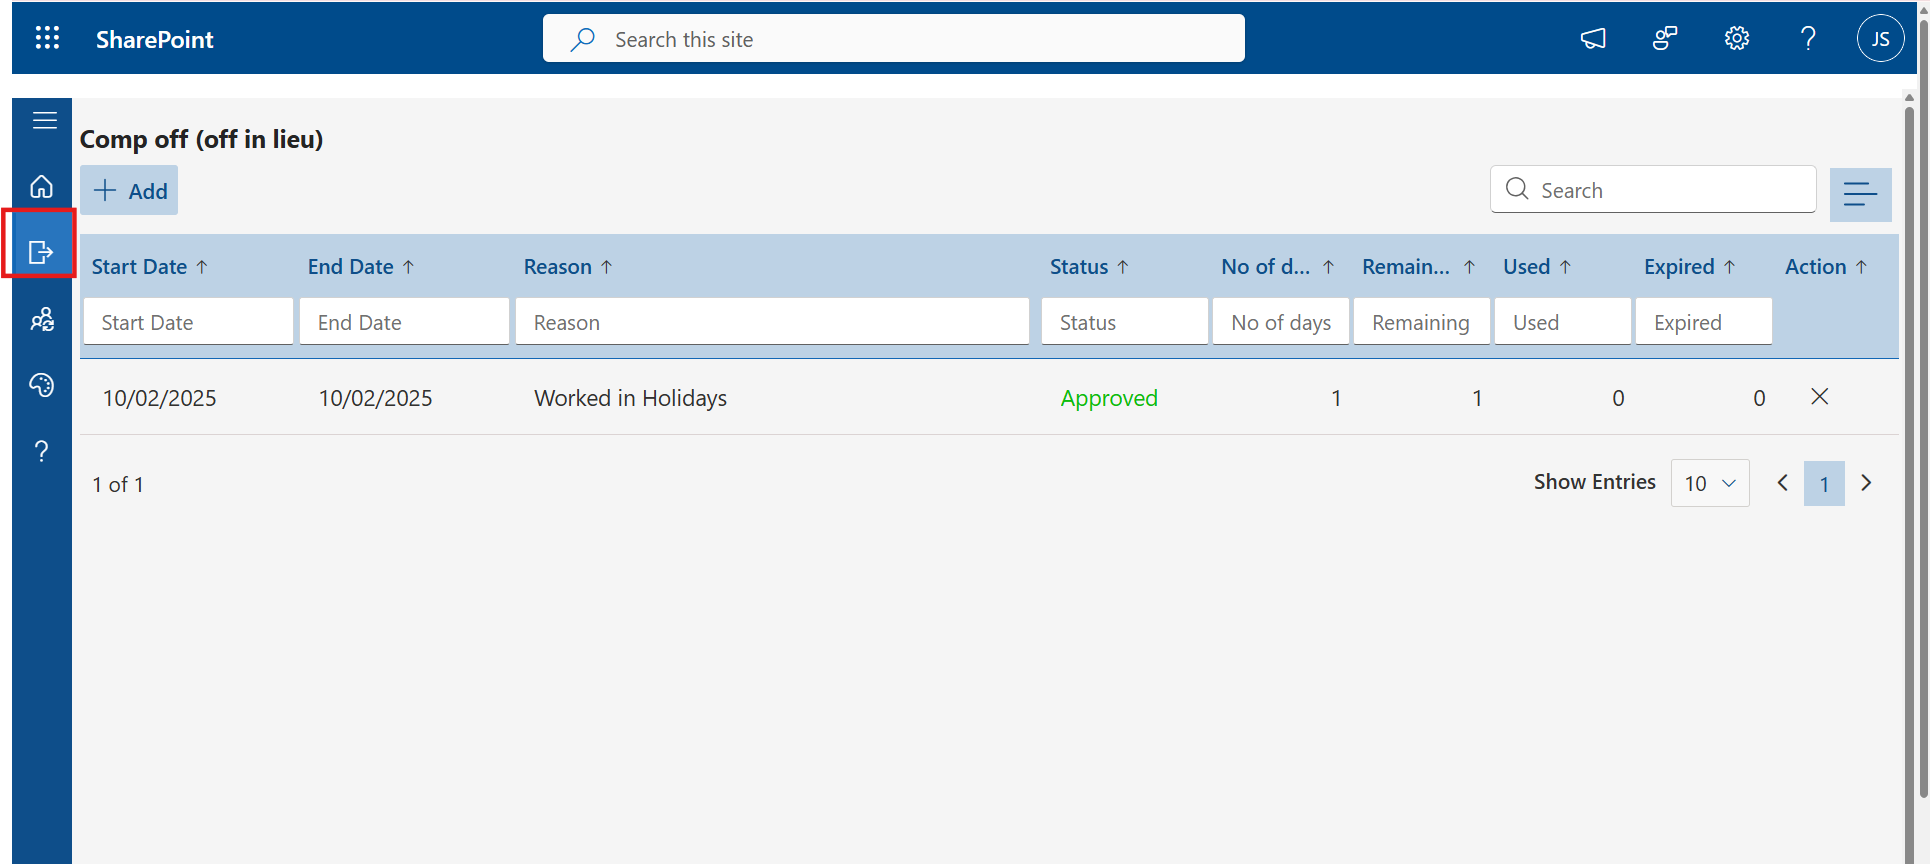 SharePoint Search this site JS
Comp off (off in lieu)
Add Search
Start Date End Date Reason Status No of d... Remain... Used Expired Action
Start Date End Date Reason Status No of days Remaining Used Expired
10/02/2025 10/02/2025 Worked in Holidays Approved 1 1 0 0
1 of 1 Show Entries 10 1